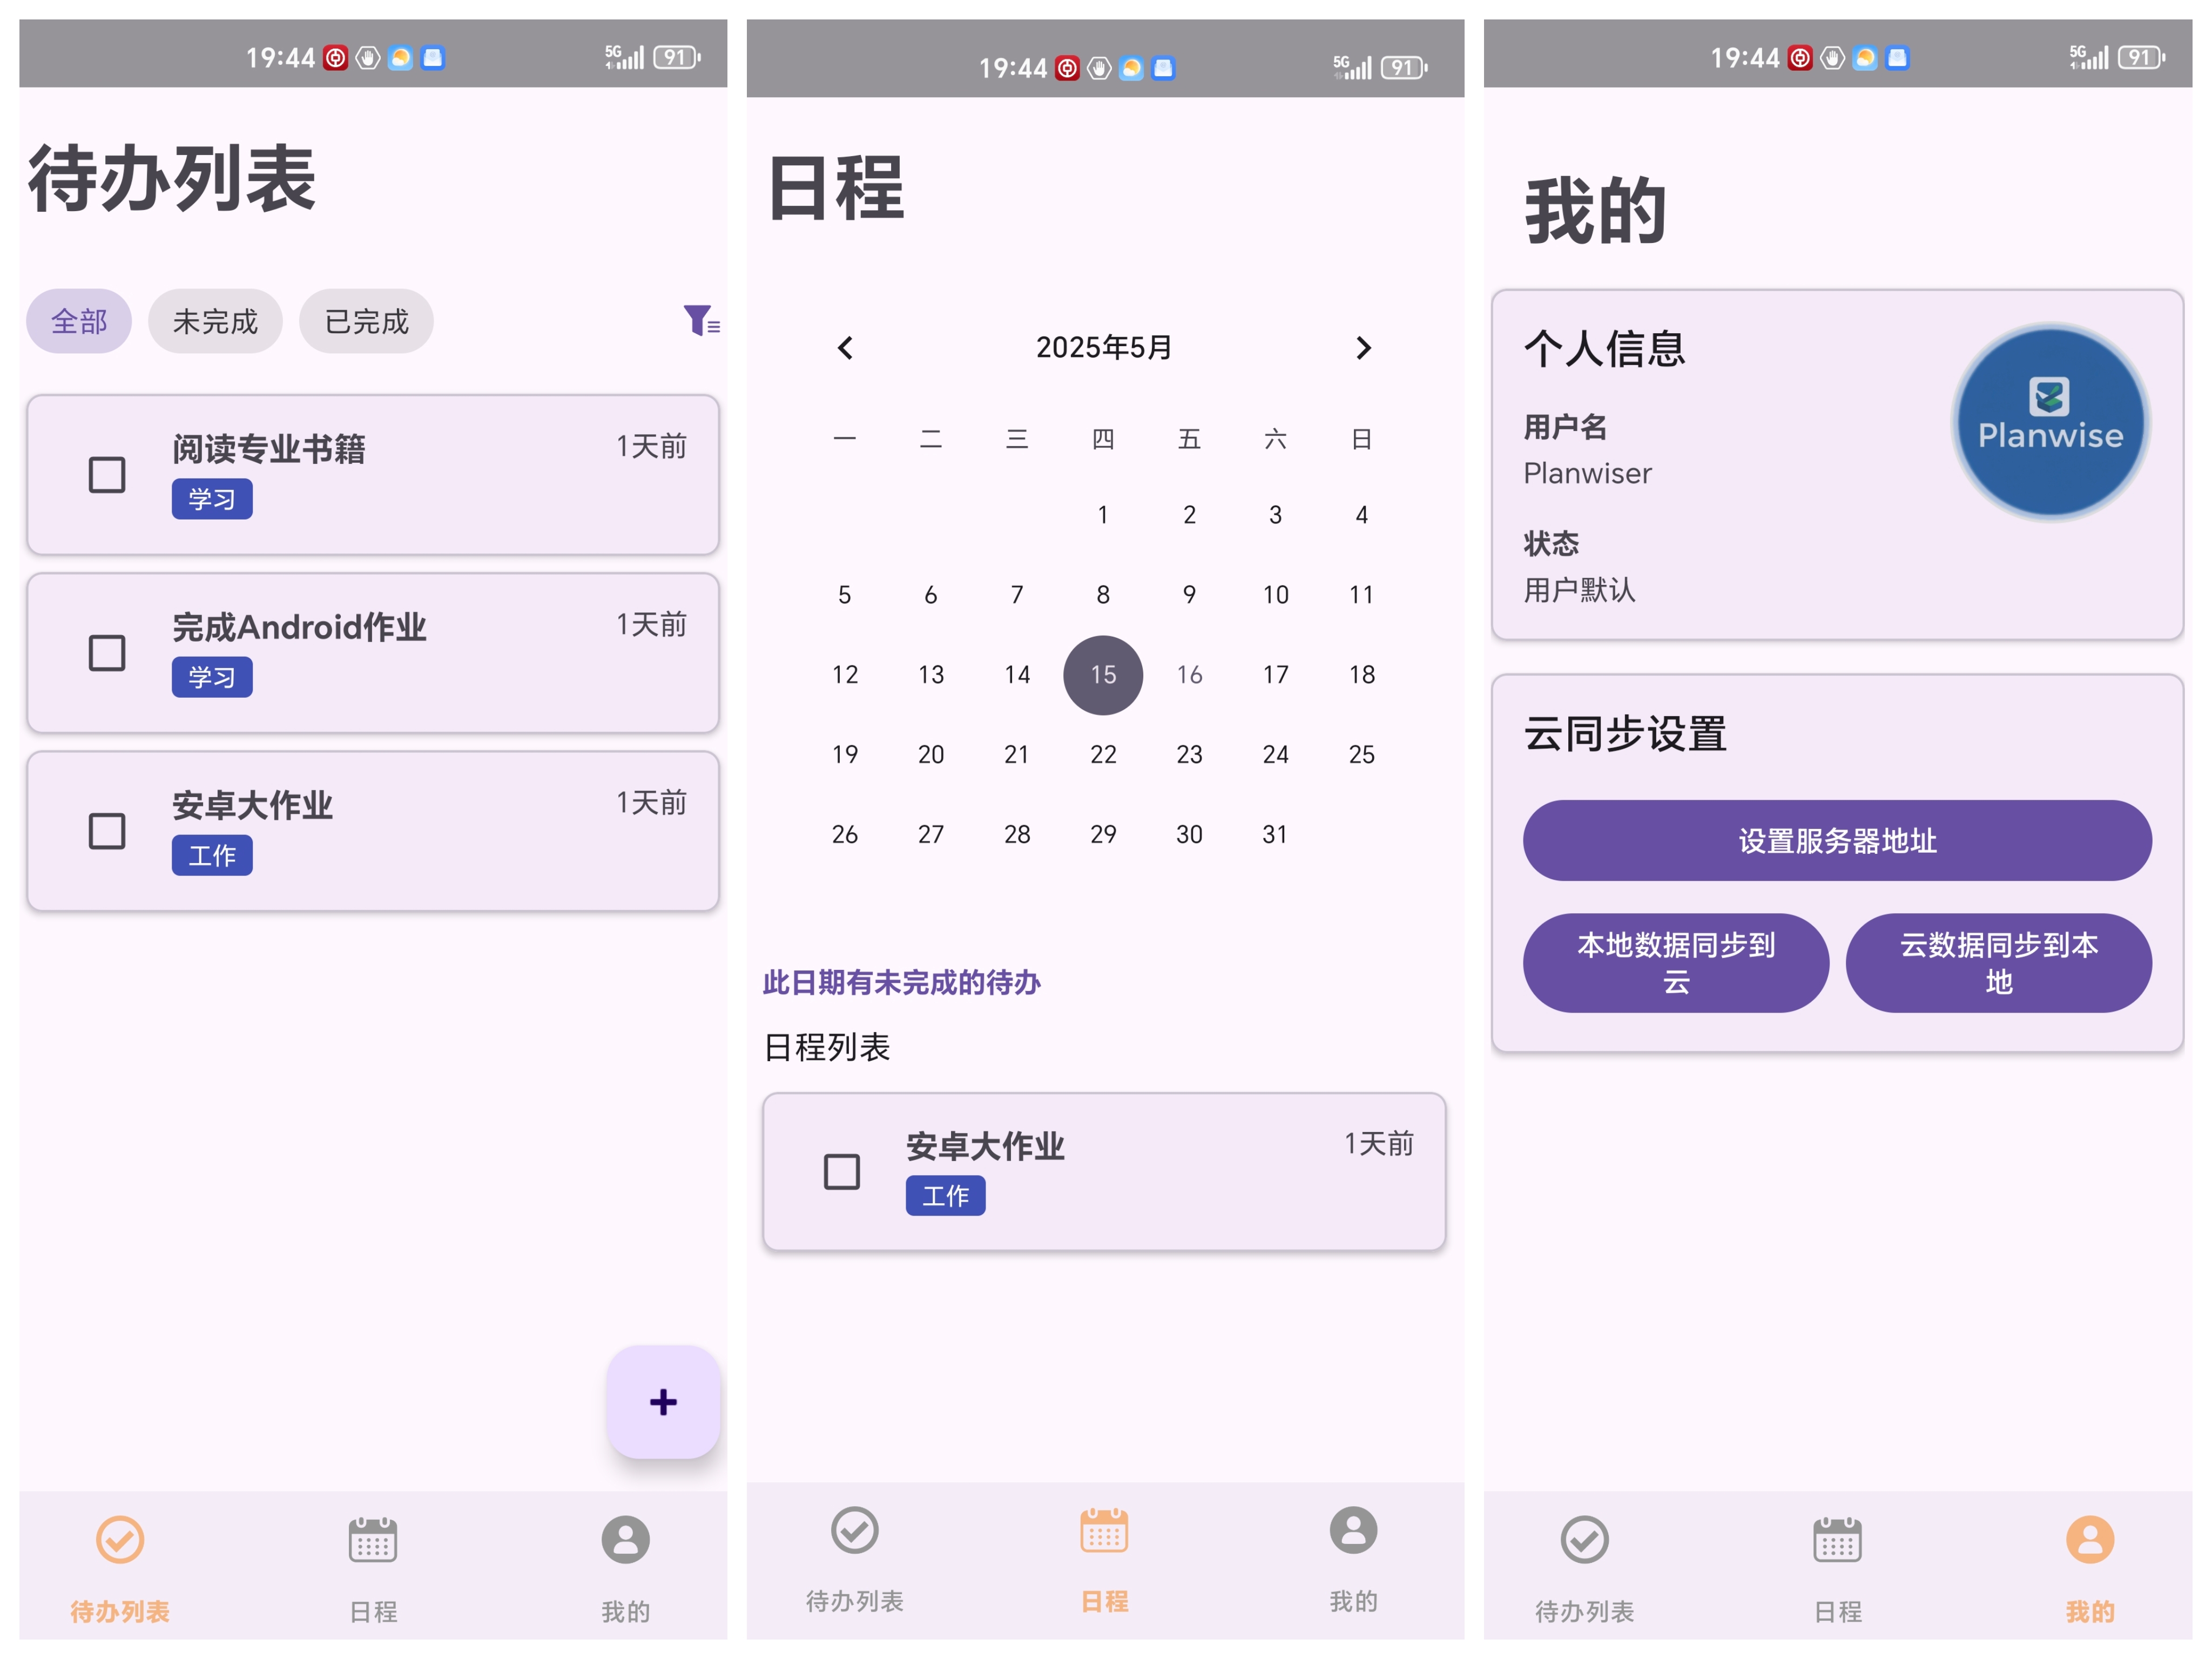 19:44 5G 91
待办列表
全部 未完成 已完成
阅读专业书籍 1天前
学习
完成Android作业 1天前
学习
安卓大作业 1天前
工作
待办列表 日程 我的
19:44 5G 91
日程
2025年5月
一 二 三 四 五 六 日
1 2 3 4
5 6 7 8 9 10 11
12 13 14 15 16 17 18
19 20 21 22 23 24 25
26 27 28 29 30 31
此日期有未完成的待办
日程列表
安卓大作业 1天前
工作
待办列表 日程 我的
19:44 5G 91
我的
个人信息
Planwise
用户名
Planwiser
状态
用户默认
云同步设置
设置服务器地址
本地数据同步到
云
云数据同步到本
地
待办列表 日程 我的